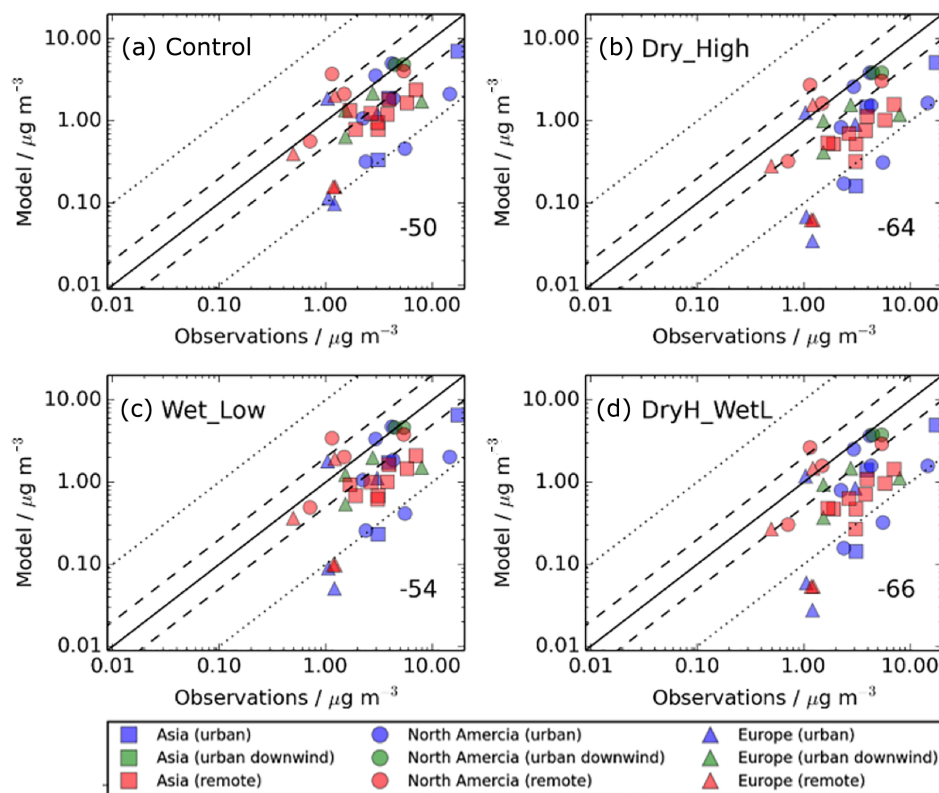 (a) Control
10.00
1.00
0.10
0.01
Model / μg m⁻³
-50
0.01 0.10 1.00 10.00
Observations / μg m⁻³
(b) Dry_High
10.00
1.00
0.10
0.01
Model / μg m⁻³
-64
0.01 0.10 1.00 10.00
Observations / μg m⁻³
(c) Wet_Low
10.00
1.00
0.10
0.01
Model / μg m⁻³
-54
0.01 0.10 1.00 10.00
Observations / μg m⁻³
(d) DryH_WetL
10.00
1.00
0.10
0.01
Model / μg m⁻³
-66
0.01 0.10 1.00 10.00
Observations / μg m⁻³
Asia (urban) North Amercia (urban) Europe (urban)
Asia (urban downwind) North Amercia (urban downwind) Europe (urban downwind)
Asia (remote) North Amercia (remote) Europe (remote)